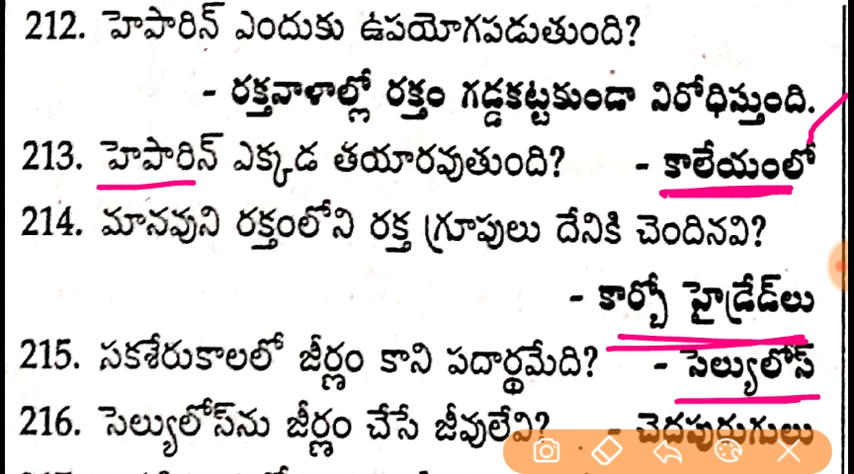 212. హెపారిన్ ఎందుకు ఉపయోగపడుతుంది?
- రక్తనాళాల్లో రక్తం గడ్డకట్టకుండా నిరోధిస్తుంది.
213. హెపారిన్ ఎక్కడ తయారవుతుంది? - కాలేయంలో
214. మానవుని రక్తంలోని రక్త గ్రూపులు దేనికి చెందినవి?
- కార్బో హైడ్రేడ్‌లు
215. సకశేరుకాలలో జీర్ణం కాని పదార్థమేది? - సెల్యులోస్
216. సెల్యులోస్‌ను జీర్ణం చేసే జీవులేవి? - చెదపురుగులు